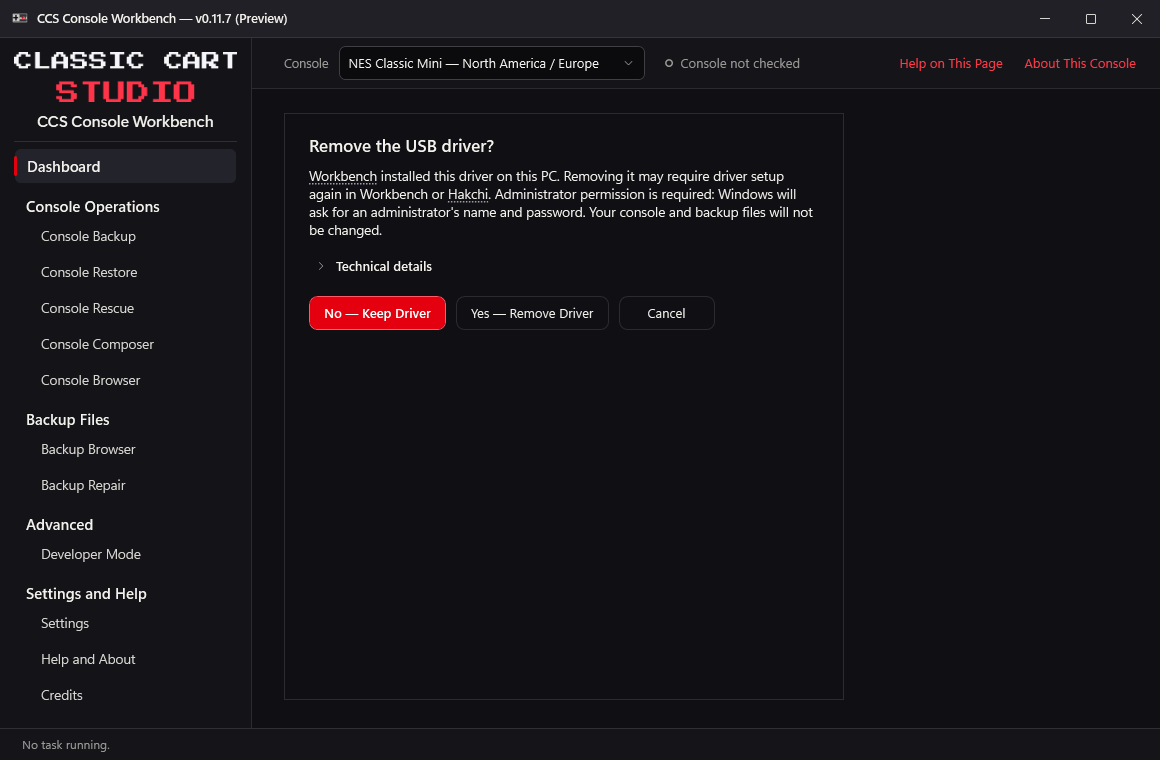 CCS Console Workbench — v0.11.7 (Preview)
CLASSIC CART
STUDIO
CCS Console Workbench
Dashboard
Console Operations
Console Backup
Console Restore
Console Rescue
Console Composer
Console Browser
Backup Files
Backup Browser
Backup Repair
Advanced
Developer Mode
Settings and Help
Settings
Help and About
Credits
Console
NES Classic Mini — North America / Europe
Console not checked
Help on This Page
About This Console
Remove the USB driver?
Workbench installed this driver on this PC. Removing it may require driver setup
again in Workbench or Hakchi. Administrator permission is required: Windows will
ask for an administrator's name and password. Your console and backup files will not
be changed.
Technical details
No — Keep Driver
Yes — Remove Driver
Cancel
No task running.